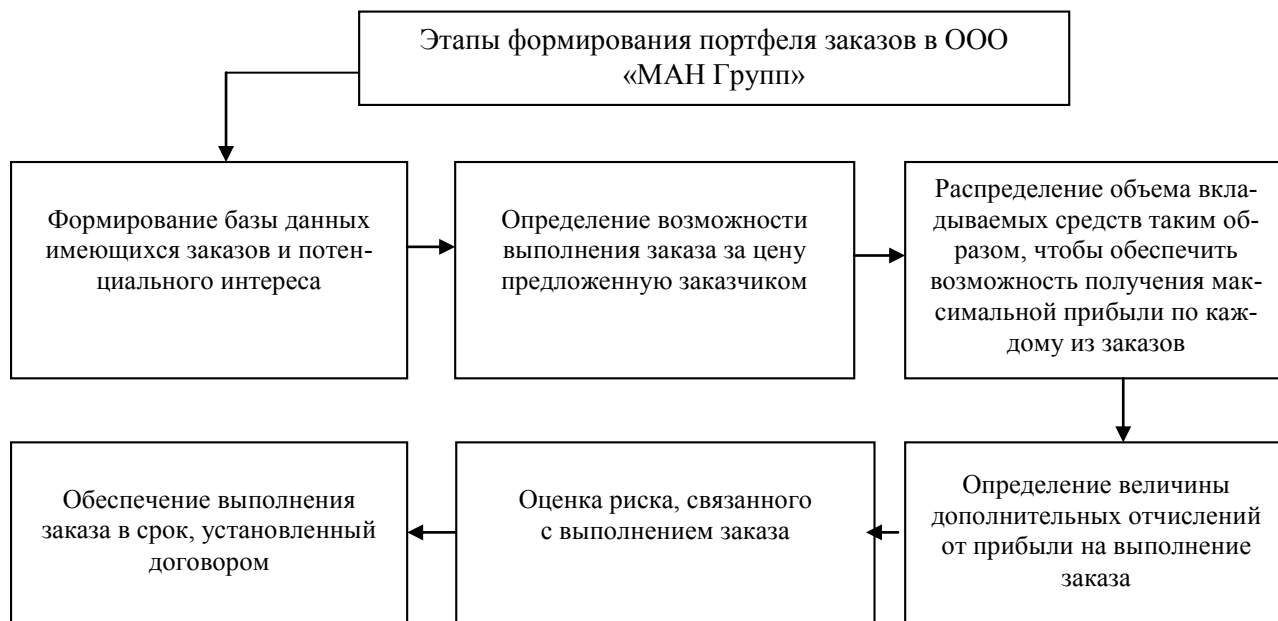 Этапы формирования портфеля заказов в ООО
«МАН Групп»
Формирование базы данных
имеющихся заказов и потен-
циального интереса
Определение возможности
выполнения заказа за цену
предложенную заказчиком
Распределение объема вкла-
дываемых средств таким об-
разом, чтобы обеспечить
возможность получения мак-
симальной прибыли по каж-
дому из заказов
Определение величины
дополнительных отчислений
от прибыли на выполнение
заказа
Оценка риска, связанного
с выполнением заказа
Обеспечение выполнения
заказа в срок, установленный
договором